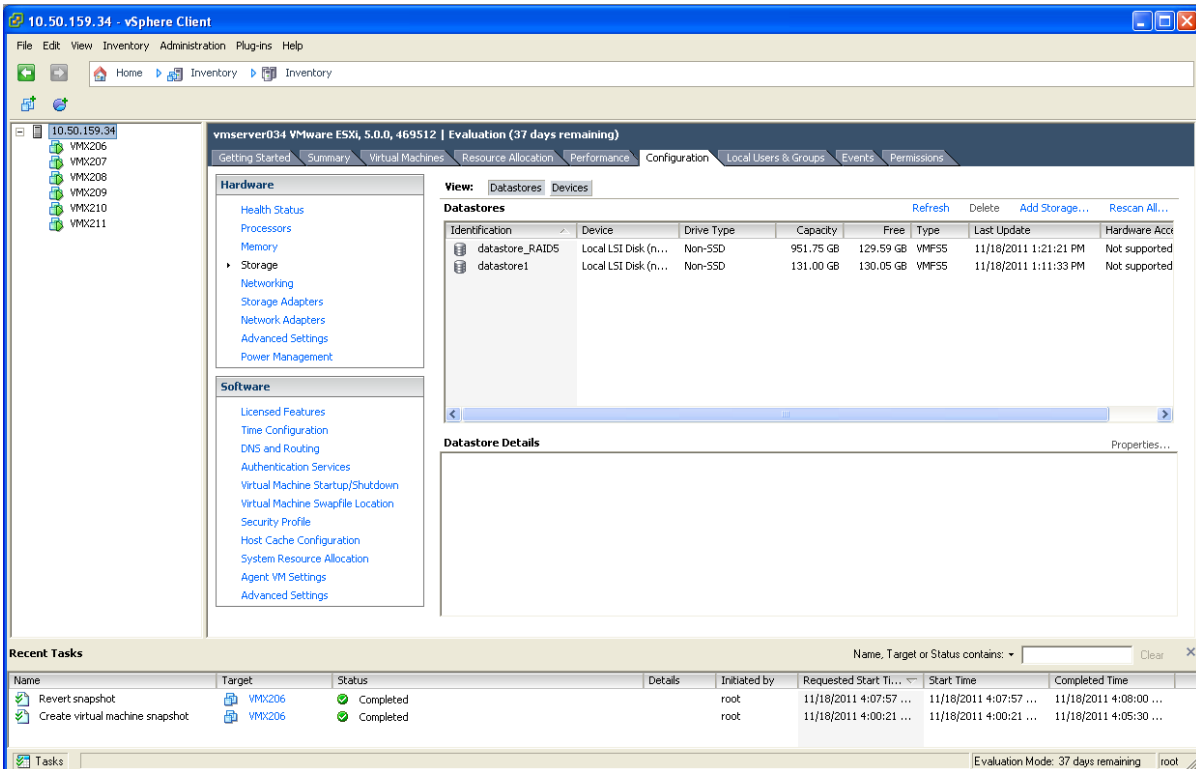 10.50.159.34 - vSphere Client
File Edit View Inventory Administration Plug-ins Help
Home Inventory Inventory
10.50.159.34
VMX206
VMX207
VMX208
VMX209
VMX210
VMX211
vmserver034 VMware ESXi, 5.0.0, 469512 | Evaluation (37 days remaining)
Getting Started Summary Virtual Machines Resource Allocation Performance Configuration Local Users & Groups Events Permissions
Hardware
Health Status
Processors
Memory
Storage
Networking
Storage Adapters
Network Adapters
Advanced Settings
Power Management
Software
Licensed Features
Time Configuration
DNS and Routing
Authentication Services
Virtual Machine Startup/Shutdown
Virtual Machine Swapfile Location
Security Profile
Host Cache Configuration
System Resource Allocation
Agent VM Settings
Advanced Settings
View: Datastores Devices
Datastores Refresh Delete Add Storage... Rescan All...
Identification Device Drive Type Capacity Free Type Last Update Hardware Acce
datastore_RAID5 Local LSI Disk (n... Non-SSD 951.75 GB 129.59 GB VMFS5 11/18/2011 1:21:21 PM Not supported
datastore1 Local LSI Disk (n... Non-SSD 131.00 GB 130.05 GB VMFS5 11/18/2011 1:11:33 PM Not supported
Datastore Details Properties...
Recent Tasks Name, Target or Status contains: Clear
Name Target Status Details Initiated by Requested Start Ti... Start Time Completed Time
Revert snapshot VMX206 Completed root 11/18/2011 4:07:57 ... 11/18/2011 4:07:57 ... 11/18/2011 4:08:00 ...
Create virtual machine snapshot VMX206 Completed root 11/18/2011 4:00:21 ... 11/18/2011 4:00:21 ... 11/18/2011 4:05:30 ...
Tasks Evaluation Mode: 37 days remaining root